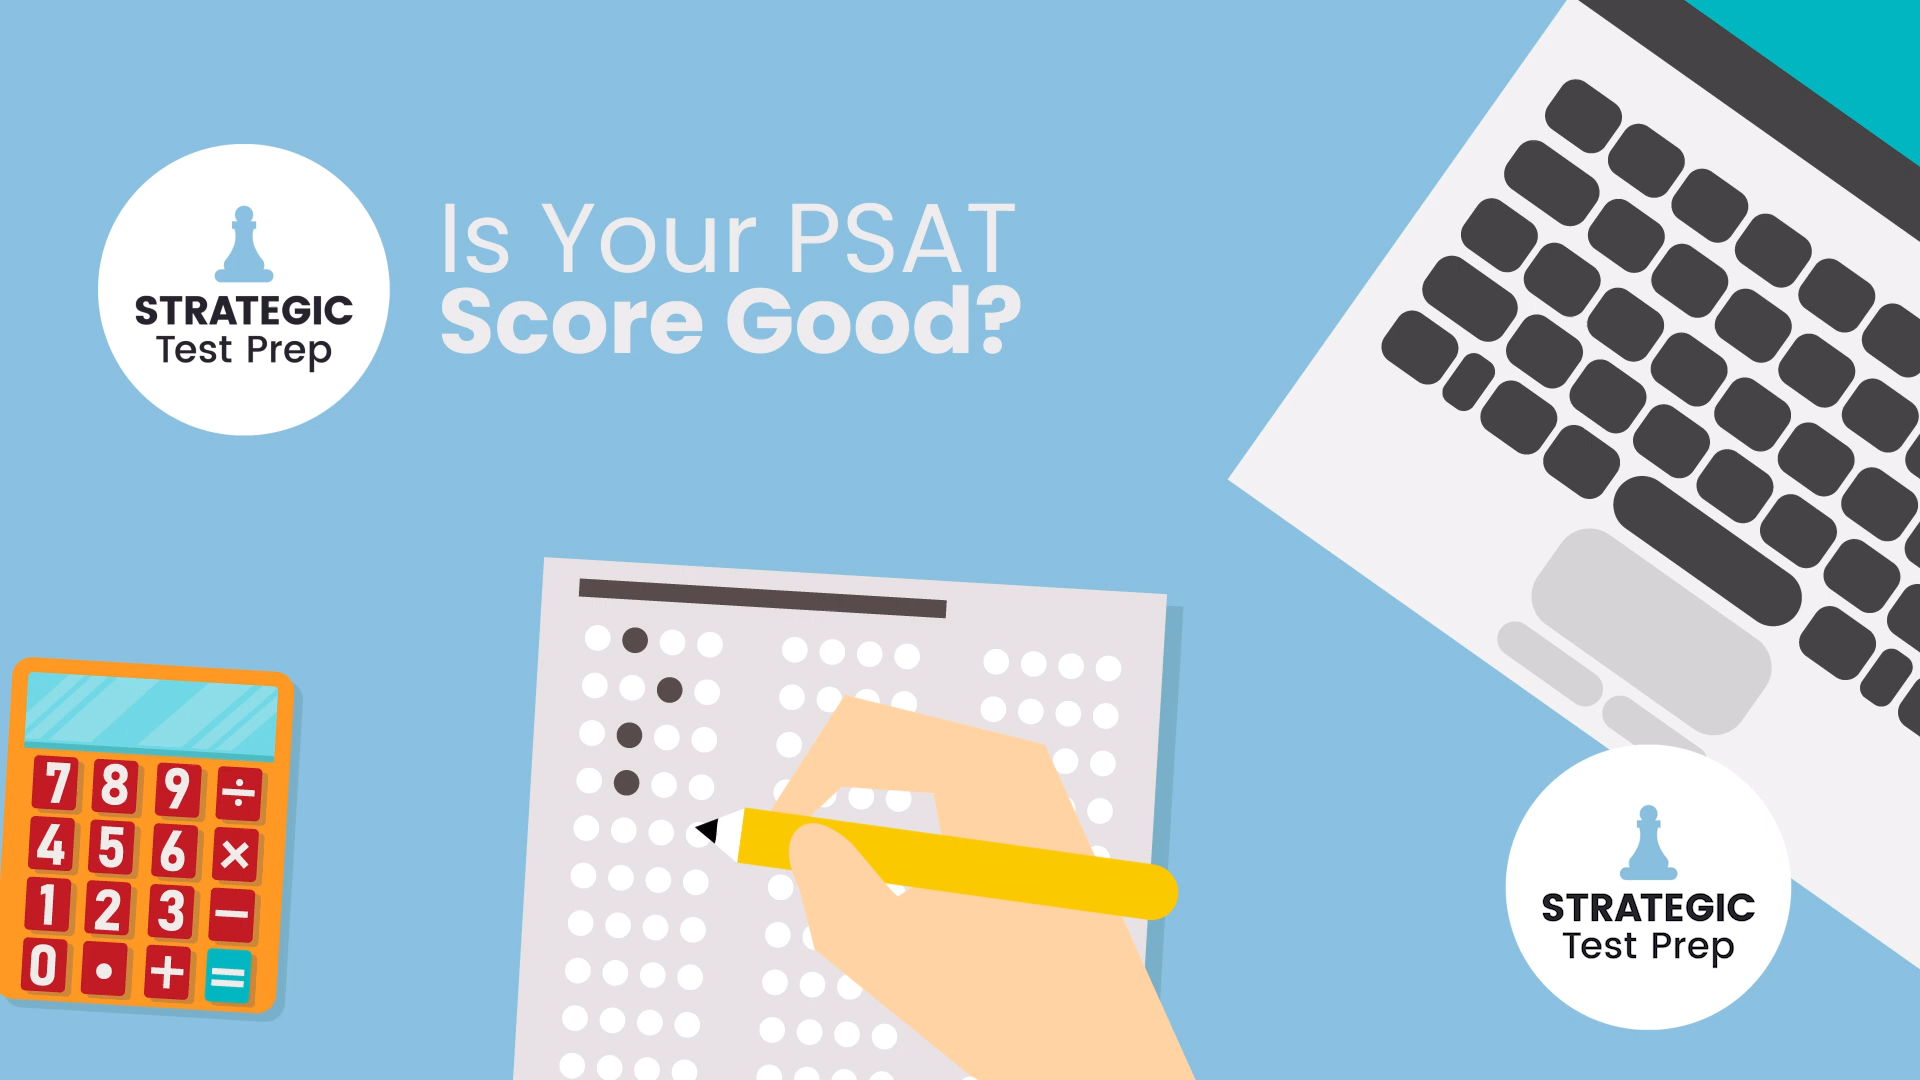 STRATEGIC
Test Prep
Is Your PSAT
Score Good?
7 8 9 ÷
4 5 6 ×
1 2 3 −
0 . + =
STRATEGIC
Test Prep